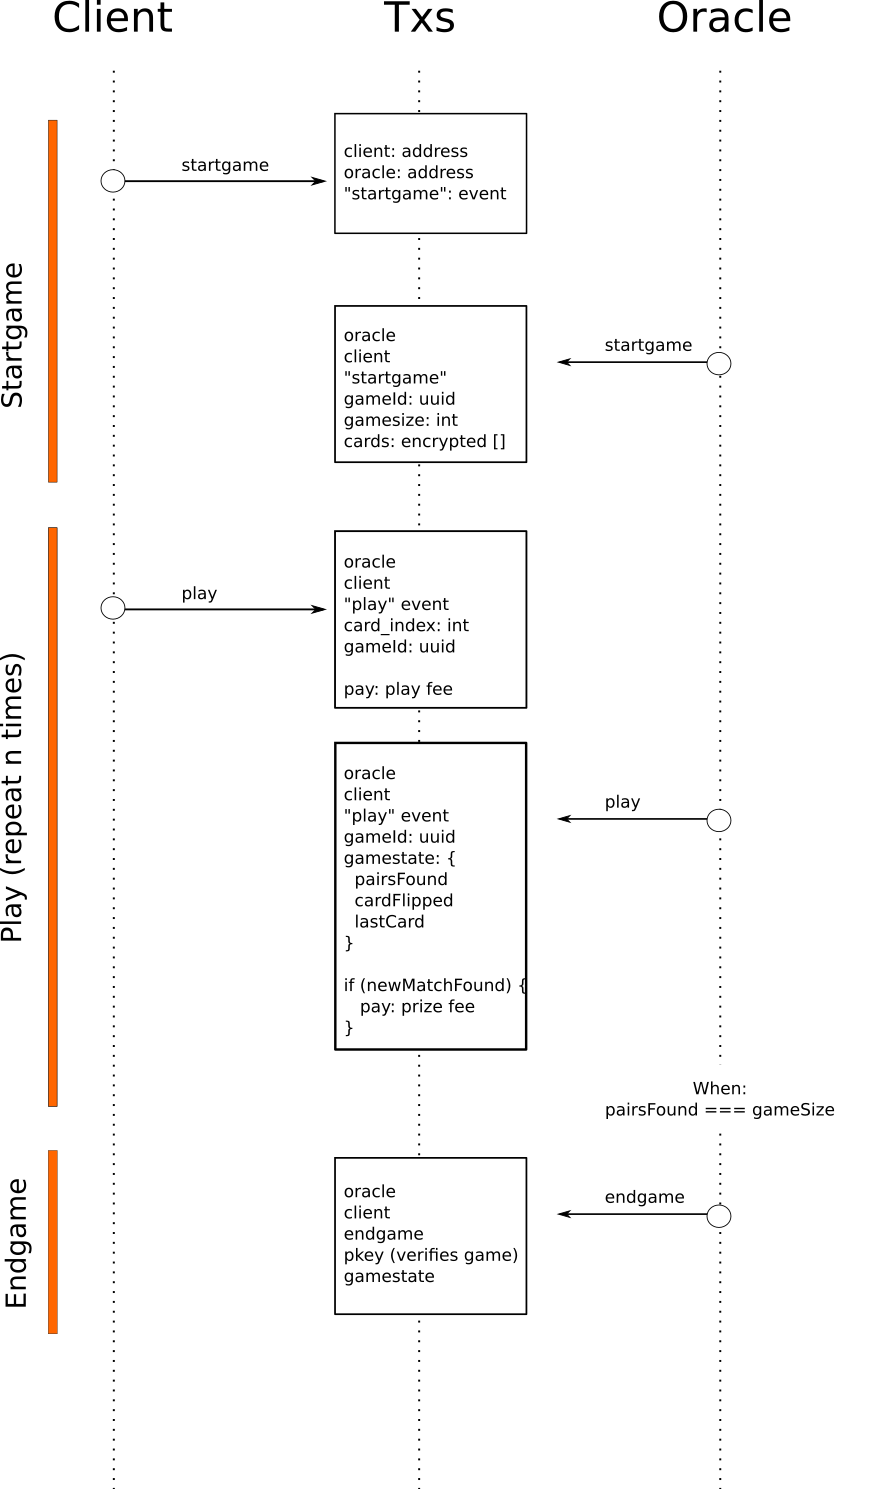 Client
Txs
Oracle
Startgame
startgame
client: address
oracle: address
"startgame": event
oracle
client
"startgame"
gameId: uuid
gamesize: int
cards: encrypted []
startgame
Play (repeat n times)
play
oracle
client
"play" event
card_index: int
gameId: uuid
pay: play fee
oracle
client
"play" event
gameId: uuid
gamestate: {
pairsFound
cardFlipped
lastCard
}
if (newMatchFound) {
pay: prize fee
}
play
When:
pairsFound === gameSize
Endgame
oracle
client
endgame
pkey (verifies game)
gamestate
endgame